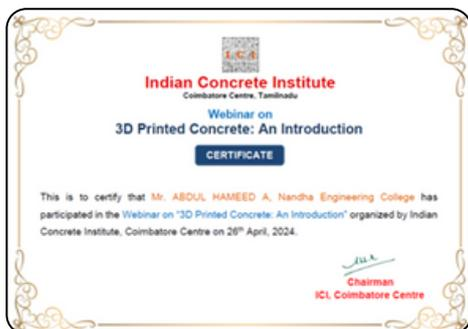 Indian Concrete Institute
Coimbatore Centre, Tamilnadu
Webinar on
3D Printed Concrete: An Introduction
CERTIFICATE
This is to certify that Mr. ABDUL HAMEED A, Nandha Engineering College has
participated in the Webinar on "3D Printed Concrete: An Introduction" organized by Indian
Concrete Institute, Coimbatore Centre on 26th April, 2024.
Chairman
ICI, Coimbatore Centre